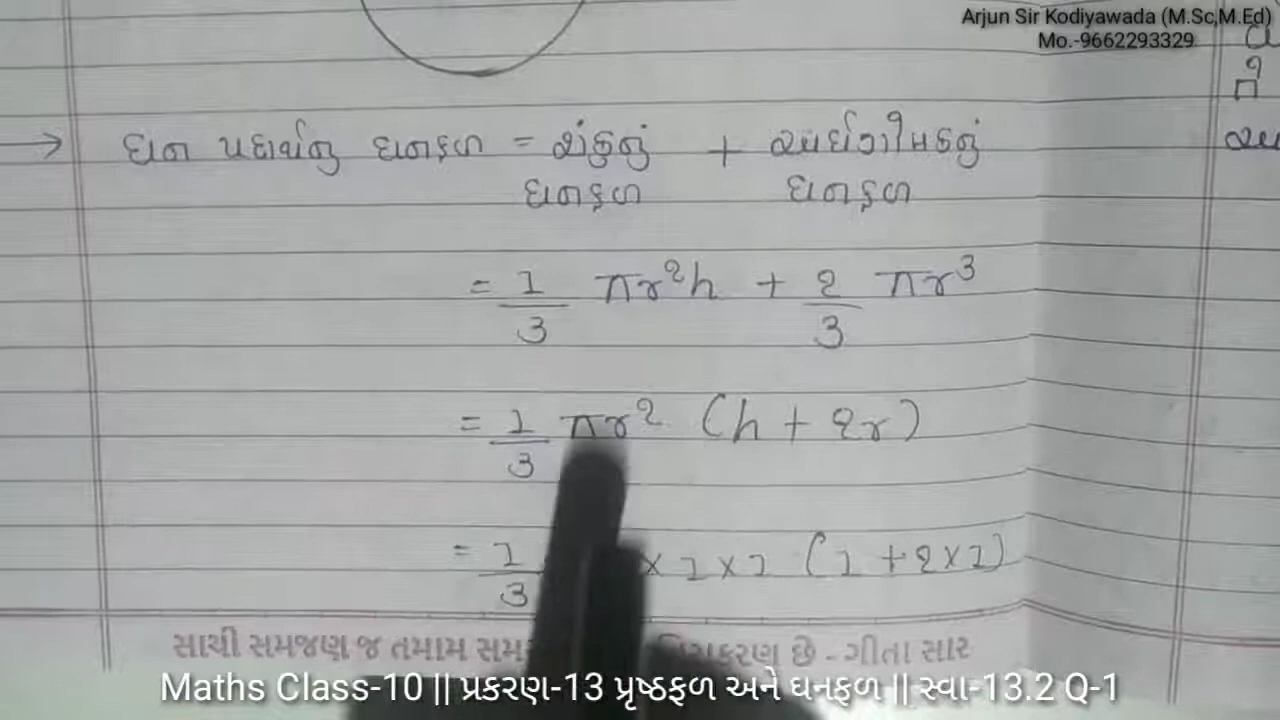 Arjun Sir Kodiyawada (M.Sc,M.Ed)
Mo.-9662293329
→ ઘન પદાર્થનું ઘનફળ = શંકુનું + અર્ધગોલકનું
ઘનફળ ઘનફળ
= 1/3 πr²h + 2/3 πr³
= 1/3 πr² (h + 2r)
= 1/3 × 1 × 1 (1 + 2 × 1)
સાચી સમજણ જ તમામ છે - ગીતા સાર
Maths Class-10 || પ્રકરણ-13 પૃષ્ઠફળ અને ઘનફળ || સ્વા-13.2 Q-1